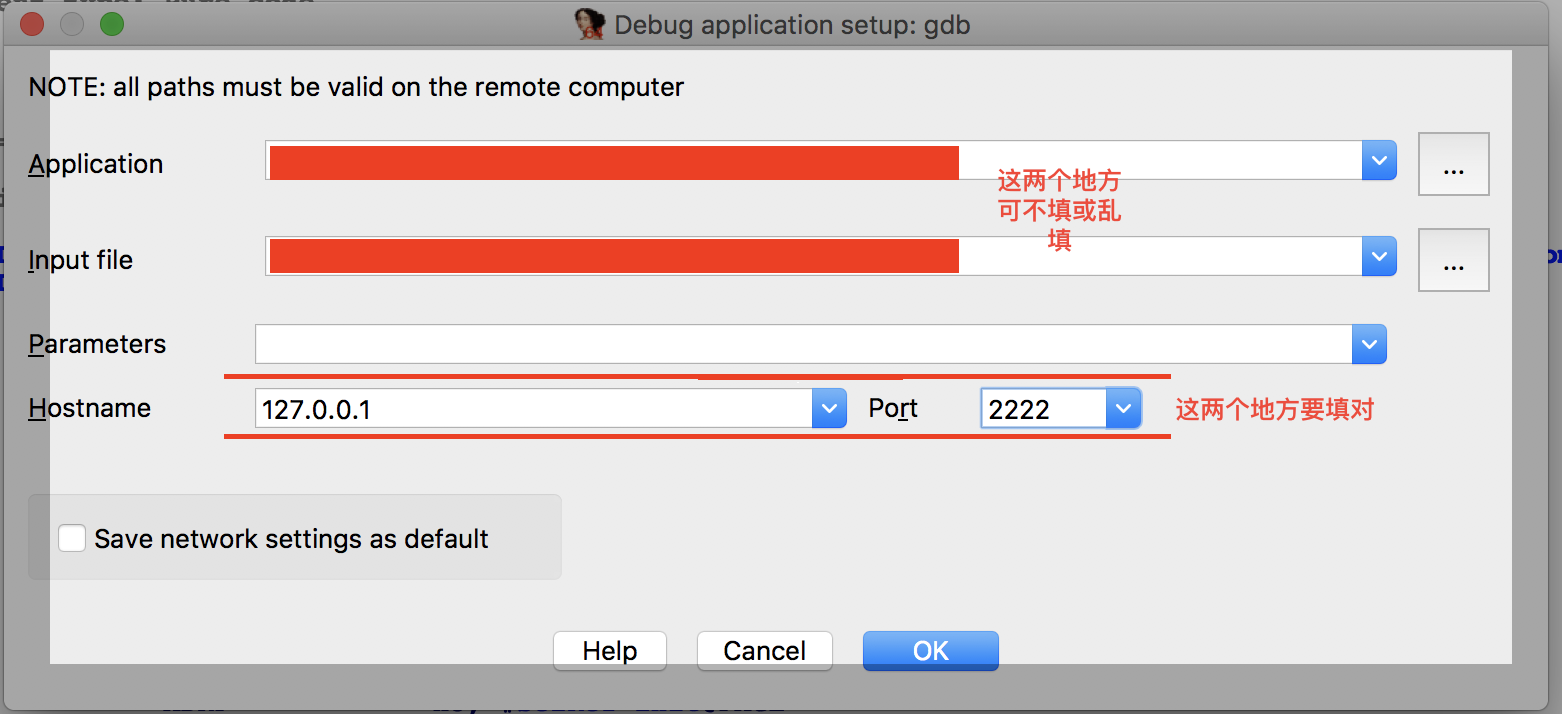 Debug application setup: gdb
NOTE: all paths must be valid on the remote computer
Application
...
这两个地方
可不填或乱
填
Input file
...
Parameters
Hostname 127.0.0.1 Port 2222 这两个地方要填对
Save network settings as default
Help Cancel OK